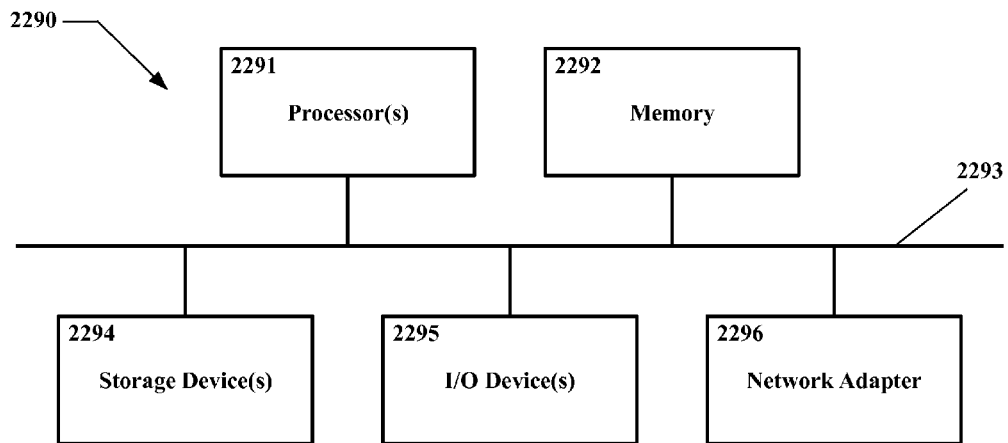 2290
2291
Processor(s)
2292
Memory
2293
2294
Storage Device(s)
2295
I/O Device(s)
2296
Network Adapter